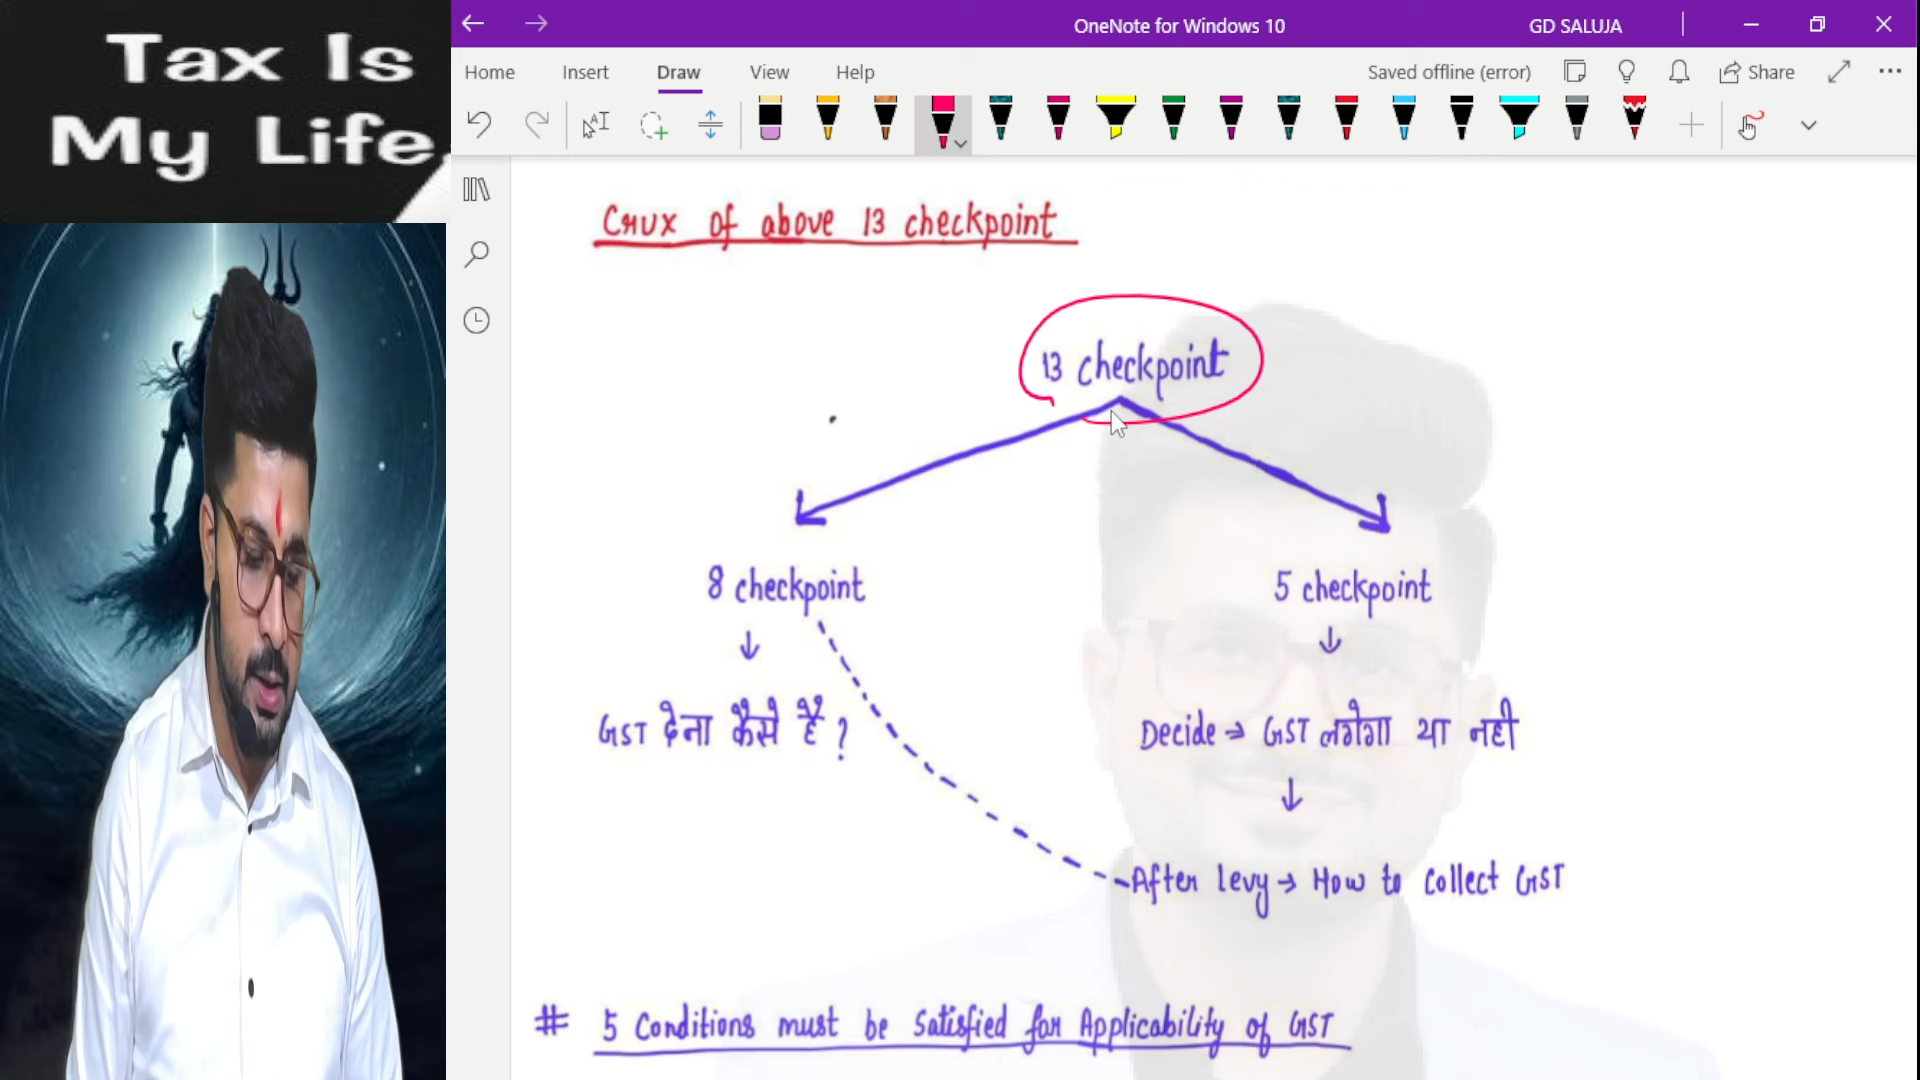 Tax Is
My Life.
OneNote for Windows 10
GD SALUJA
Home Insert Draw View Help
Saved offline (error)
Share
Crux of above 13 checkpoint
13 checkpoint
8 checkpoint
5 checkpoint
GST देना कैसे है ?
Decide → GST लगेगा या नही
After Levy → How to collect GST
# 5 Conditions must be Satisfied for Applicability of GST